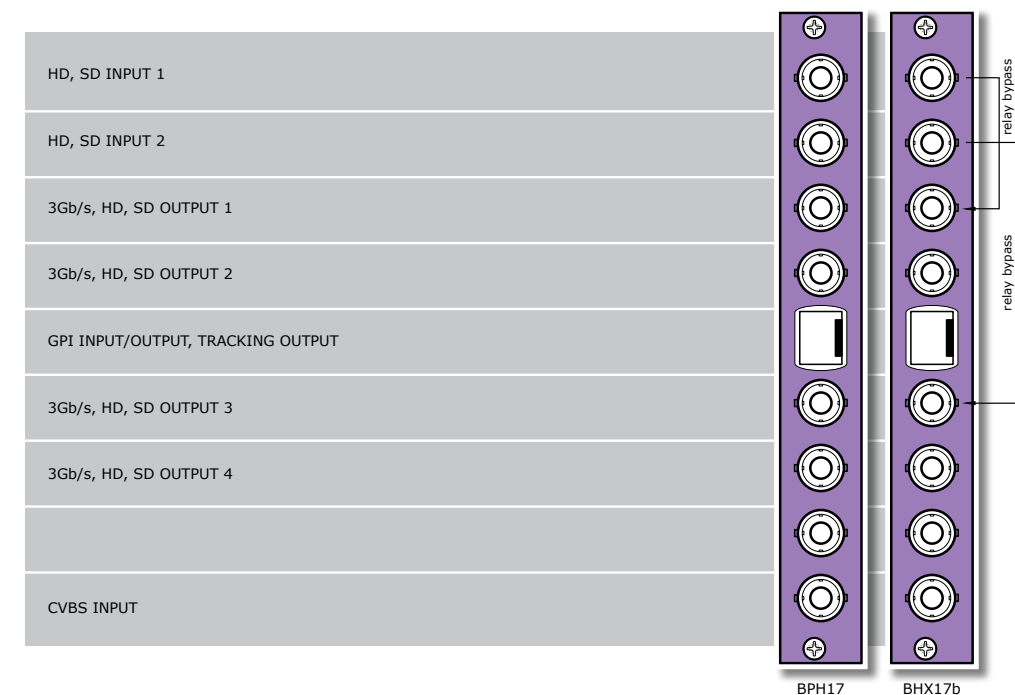 HD, SD INPUT 1
HD, SD INPUT 2
3Gb/s, HD, SD OUTPUT 1
3Gb/s, HD, SD OUTPUT 2
GPI INPUT/OUTPUT, TRACKING OUTPUT
3Gb/s, HD, SD OUTPUT 3
3Gb/s, HD, SD OUTPUT 4
CVBS INPUT
relay bypass
relay bypass
BPH17
BHX17b